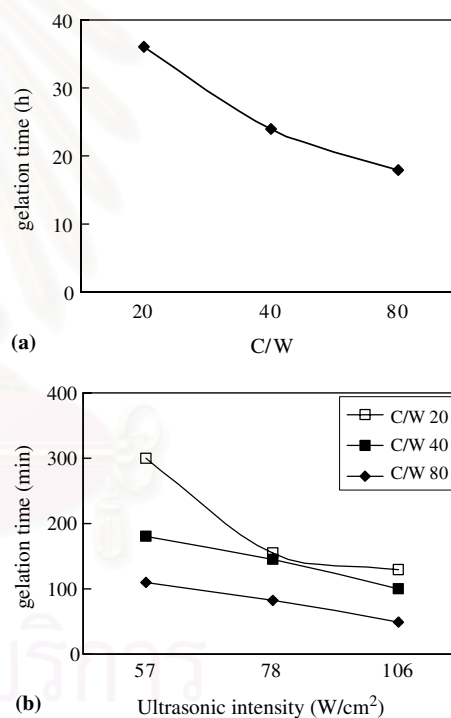 40
30
20
10
0
gelation time (h)
20 40 80
(a)
C/W
400
300
200
100
0
gelation time (min)
C/W 20
C/W 40
C/W 80
57 78 106
(b)
Ultrasonic intensity (W/cm²)